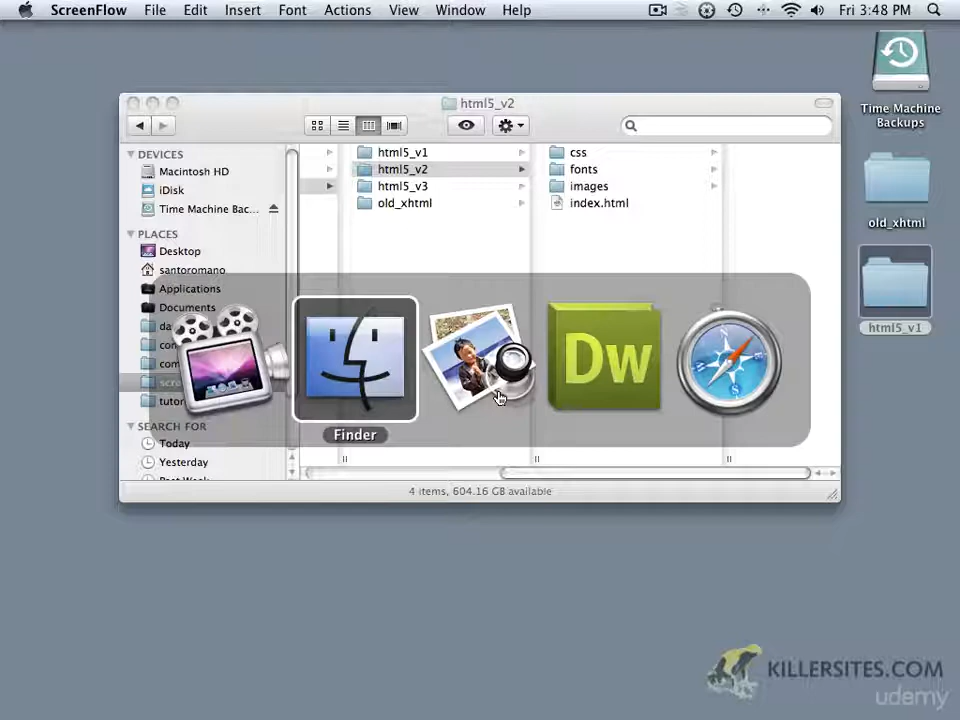 ScreenFlow File Edit Insert Font Actions View Window Help Fri 3:48 PM
html5_v2
Time Machine
Backups
DEVICES
Macintosh HD
iDisk
Time Machine Bac...
PLACES
Desktop
santoromano
Applications
Documents
SEARCH FOR
Today
Yesterday
html5_v1
html5_v2
html5_v3
old_xhtml
css
fonts
images
index.html
old_xhtml
html5_v1
Dw
Finder
4 items, 604.16 GB available
KILLERSITES.COM
udemy